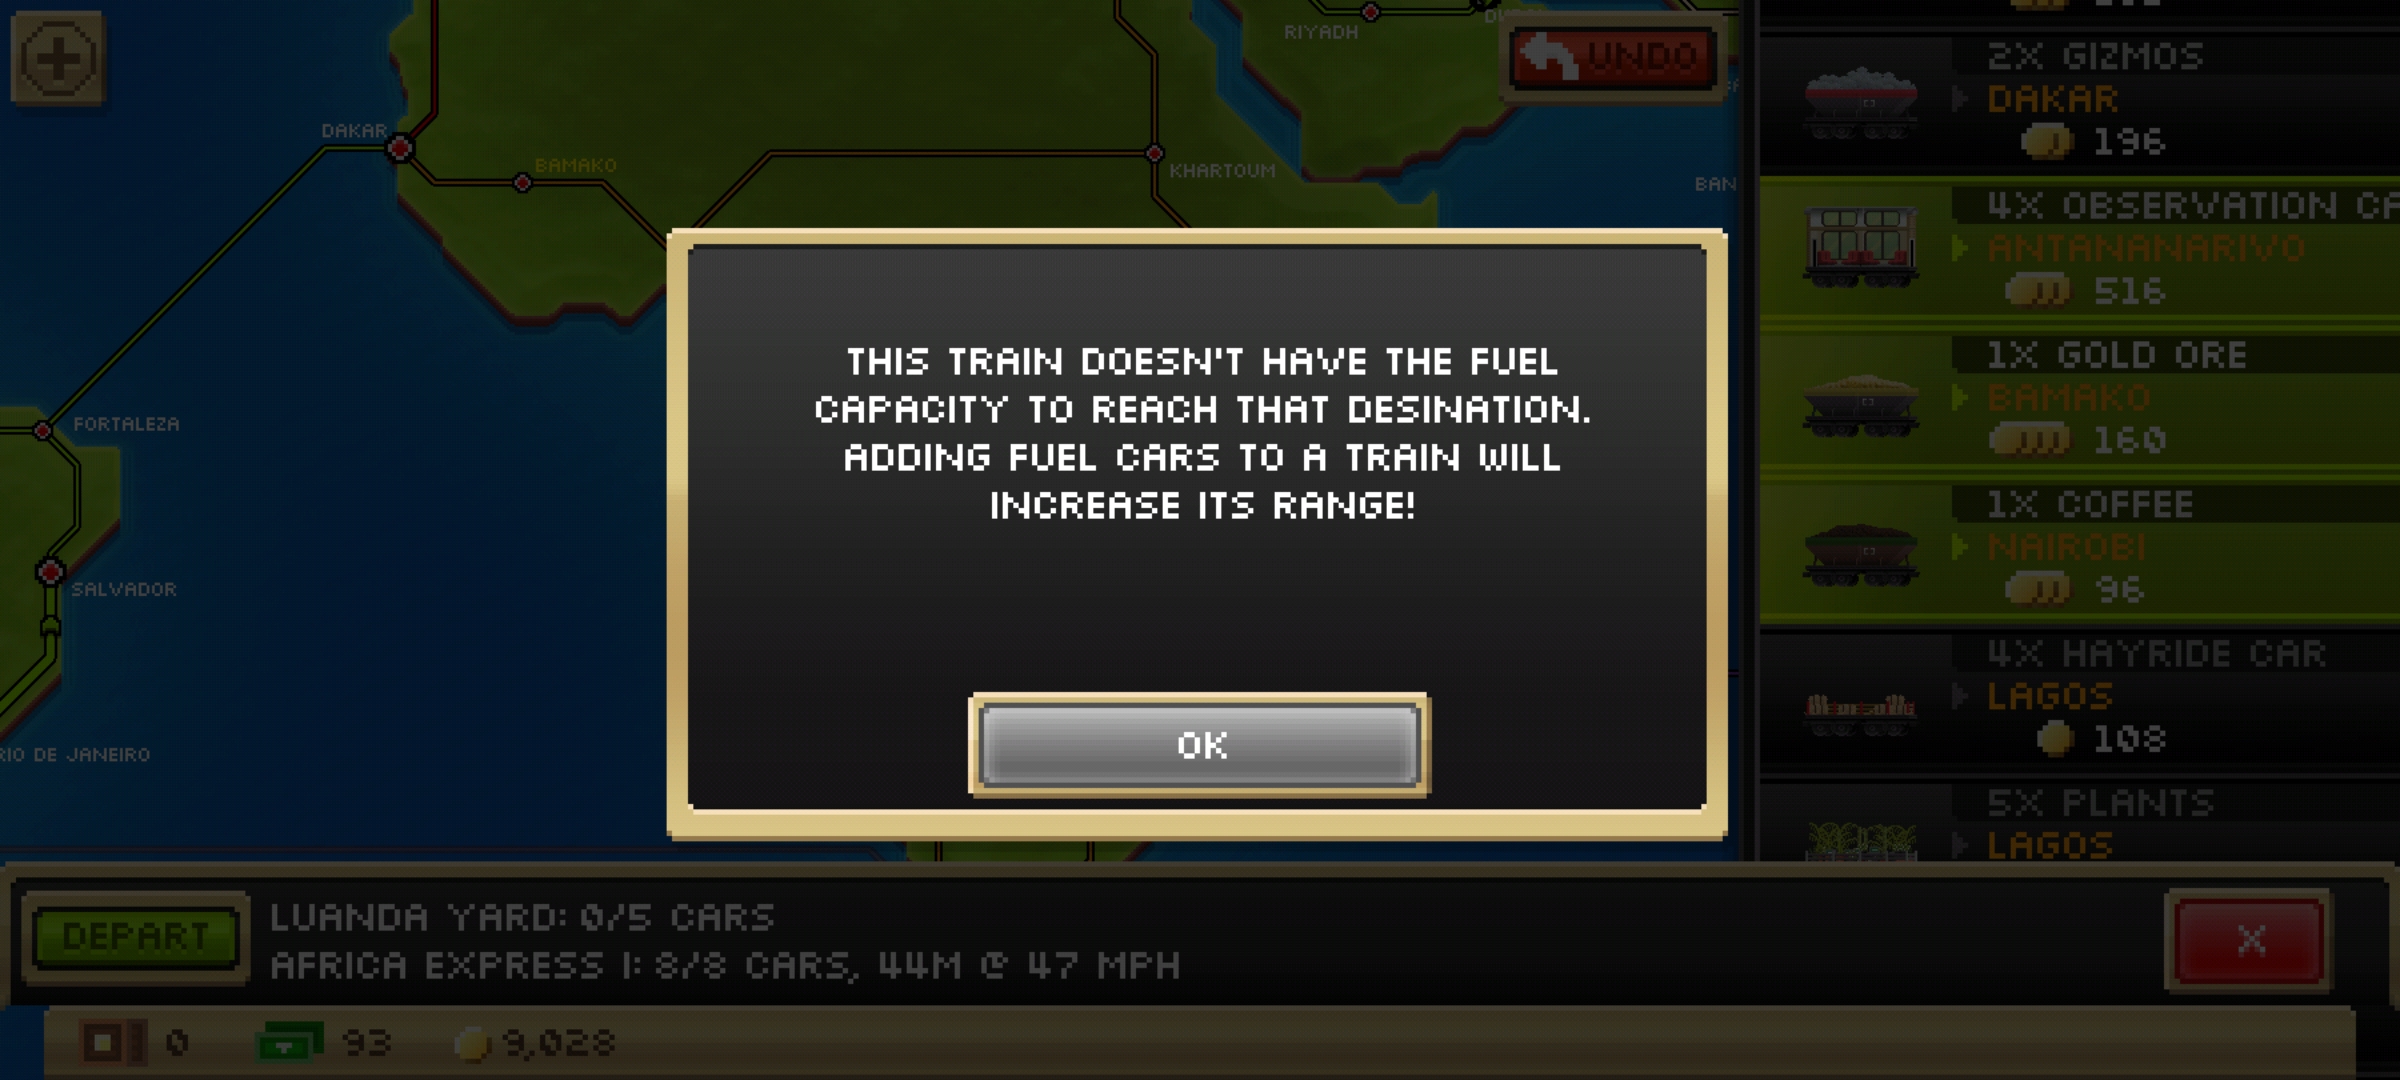 RIYADH
UNDO
DAKAR
BAMAKO
KHARTOUM
BAN
FORTALEZA
SALVADOR
RIO DE JANEIRO
2X GIZMOS
DAKAR
196
4X OBSERVATION CA
ANTANANARIVO
516
1X GOLD ORE
BAMAKO
160
1X COFFEE
NAIROBI
96
4X HAYRIDE CAR
LAGOS
108
5X PLANTS
LAGOS
THIS TRAIN DOESN'T HAVE THE FUEL
CAPACITY TO REACH THAT DESINATION.
ADDING FUEL CARS TO A TRAIN WILL
INCREASE ITS RANGE!
OK
DEPART
LUANDA YARD: 0/5 CARS
AFRICA EXPRESS I: 8/8 CARS, 44M @ 47 MPH
X
0
93
9,028